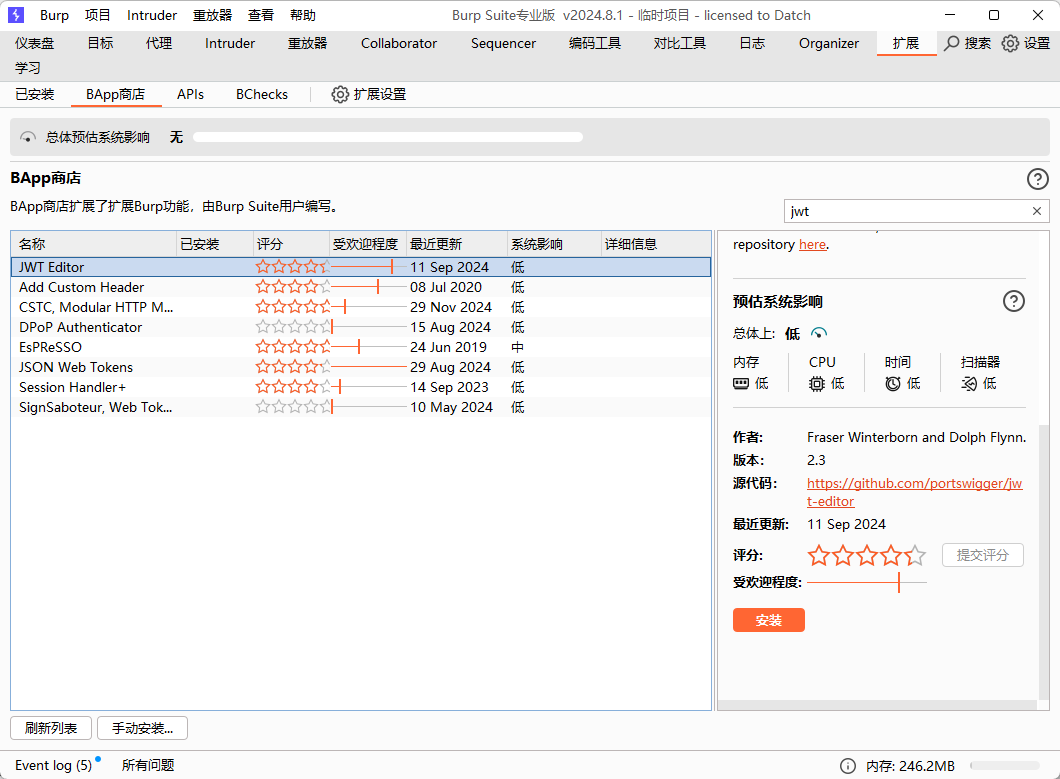 Burp 项目 Intruder 重放器 查看 帮助 Burp Suite专业版 v2024.8.1 - 临时项目 - licensed to Datch
仪表盘 目标 代理 Intruder 重放器 Collaborator Sequencer 编码工具 对比工具 日志 Organizer 扩展 搜索 设置
学习
已安装 BApp商店 APIs BChecks 扩展设置
总体预估系统影响 无
BApp商店
BApp商店扩展了扩展Burp功能，由Burp Suite用户编写。
jwt
名称 已安装 评分 受欢迎程度 最近更新 系统影响 详细信息
JWT Editor 11 Sep 2024 低
Add Custom Header 08 Jul 2020 低
CSTC, Modular HTTP M... 29 Nov 2024 低
DPoP Authenticator 15 Aug 2024 低
EsPReSSO 24 Jun 2019 中
JSON Web Tokens 29 Aug 2024 低
Session Handler+ 14 Sep 2023 低
SignSaboteur, Web Tok... 10 May 2024 低
repository here.
预估系统影响
总体上: 低
内存 CPU 时间 扫描器
低 低 低 低
作者: Fraser Winterborn and Dolph Flynn.
版本: 2.3
源代码: https://github.com/portswigger/jw
t-editor
最近更新: 11 Sep 2024
评分: 提交评分
受欢迎程度:
安装
刷新列表 手动安装...
Event log (5) 所有问题 内存: 246.2MB